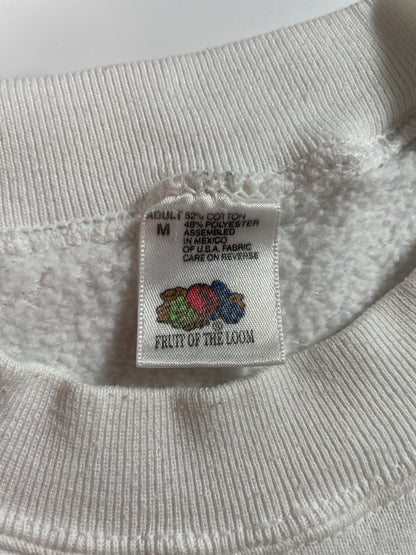 ADULT 52% COTTON
M 48% POLYESTER
ASSEMBLED
IN MEXICO
OF U.S.A. FABRIC
CARE ON REVERSE
®
FRUIT OF THE LOOM